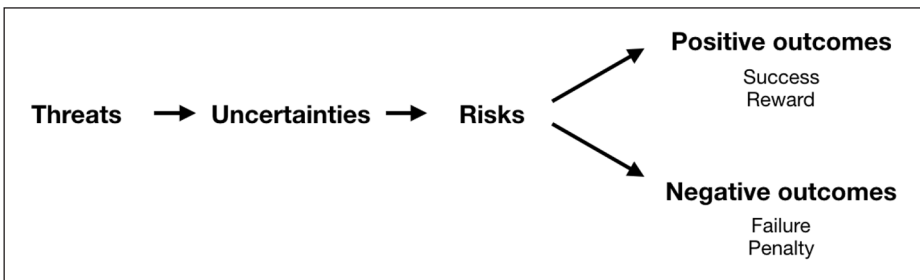 Threats
Uncertainties
Risks
Positive outcomes
Success
Reward
Negative outcomes
Failure
Penalty